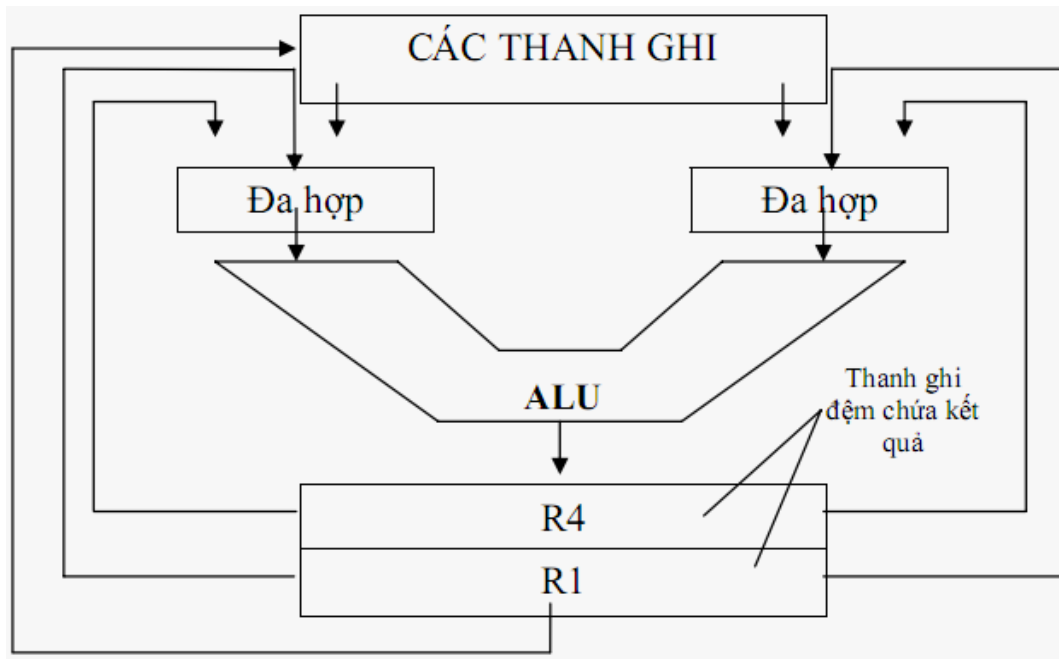 CÁC THANH GHI
Đa hợp
Đa hợp
ALU
Thanh ghi
đệm chứa kết
quả
R4
R1